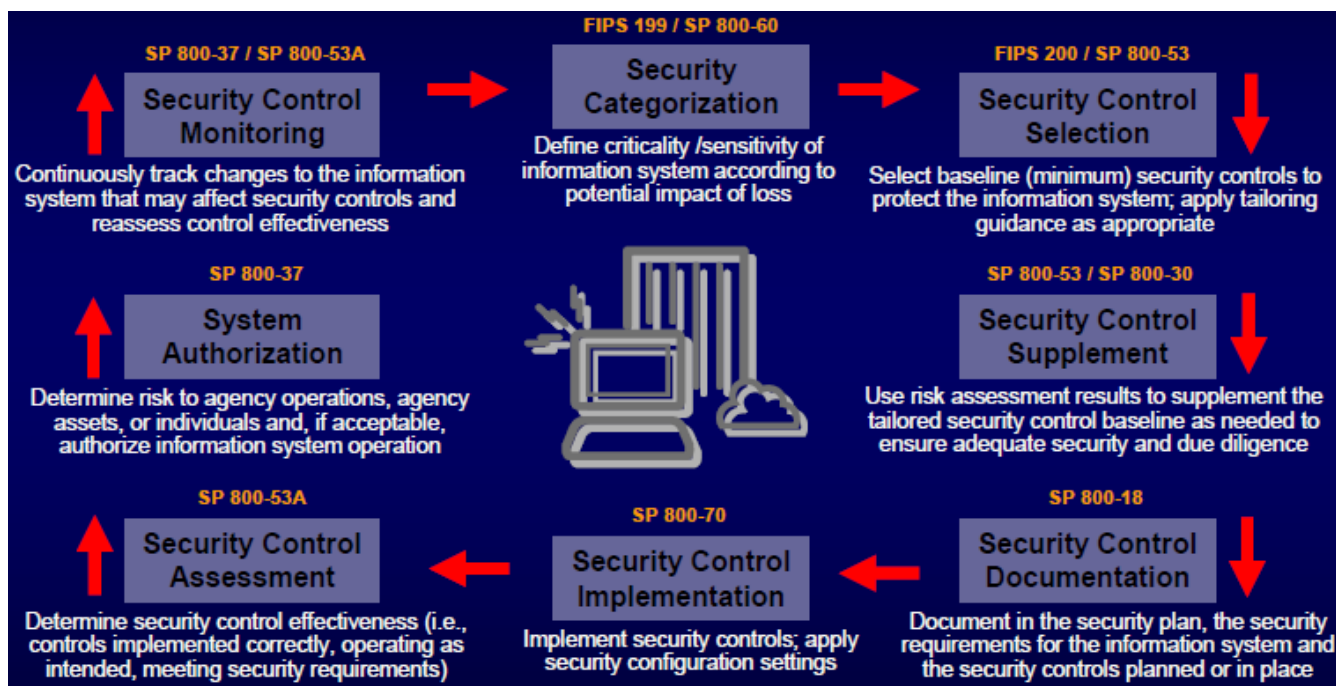 FIPS 199 / SP 800-60
Security
Categorization
Define criticality /sensitivity of
information system according to
potential impact of loss
FIPS 200 / SP 800-53
Security Control
Selection
Select baseline (minimum) security controls to
protect the information system; apply tailoring
guidance as appropriate
SP 800-53 / SP 800-30
Security Control
Supplement
Use risk assessment results to supplement the
tailored security control baseline as needed to
ensure adequate security and due diligence
SP 800-18
Security Control
Documentation
Document in the security plan, the security
requirements for the information system and
the security controls planned or in place
SP 800-70
Security Control
Implementation
Implement security controls; apply
security configuration settings
SP 800-53A
Security Control
Assessment
Determine security control effectiveness (i.e.,
controls implemented correctly, operating as
intended, meeting security requirements)
SP 800-37
System
Authorization
Determine risk to agency operations, agency
assets, or individuals and, if acceptable,
authorize information system operation
SP 800-37 / SP 800-53A
Security Control
Monitoring
Continuously track changes to the information
system that may affect security controls and
reassess control effectiveness